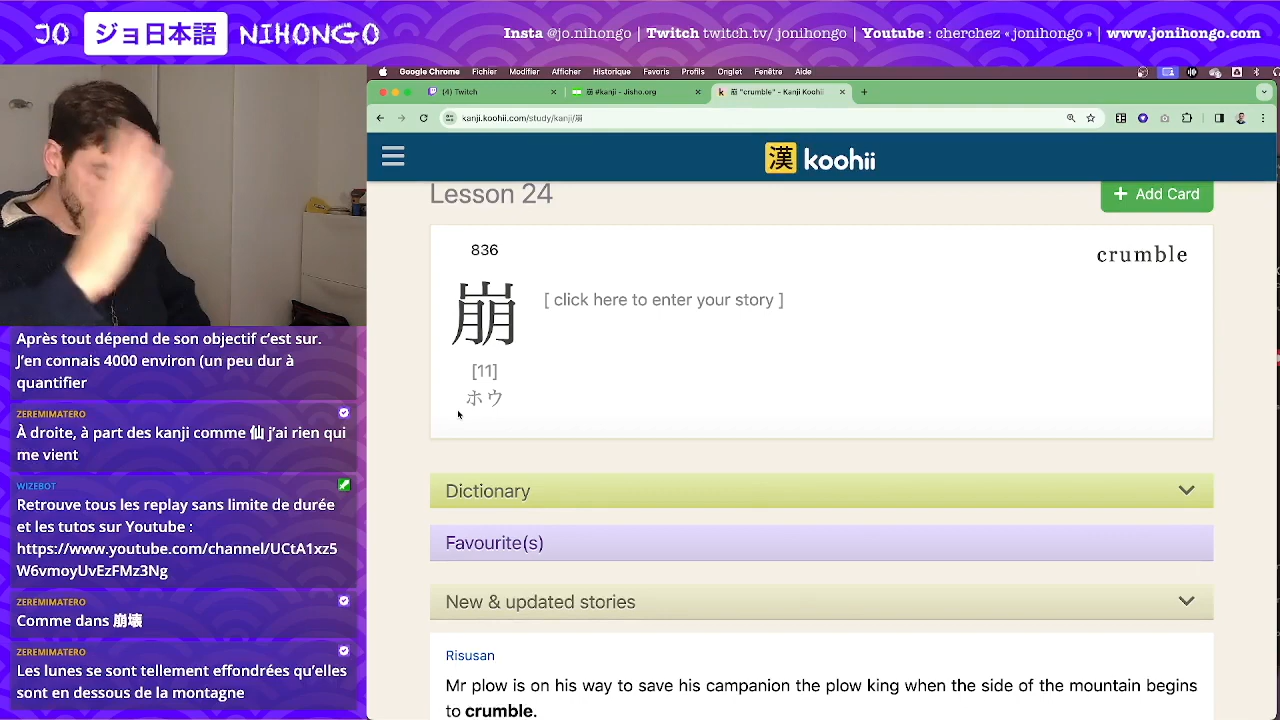 JO ジョ日本語 NIHONGO
Insta @jo.nihongo | Twitch twitch.tv/ jonihongo | Youtube : cherchez « jonihongo » | www.jonihongo.com
Google Chrome Fichier Modifier Afficher Historique Favoris Profils Onglet Fenêtre Aide
(4) Twitch
崩 #kanji - Jisho.org
崩 "crumble" - Kanji Koohii
kanji.koohii.com/study/kanji/崩
漢 koohii
Lesson 24
+ Add Card
836
crumble
崩
[ click here to enter your story ]
[11]
ホウ
Dictionary
Favourite(s)
New & updated stories
Risusan
Mr plow is on his way to save his campanion the plow king when the side of the mountain begins
to crumble.
Après tout dépend de son objectif c’est sur.
J’en connais 4000 environ (un peu dur à
quantifier
ZEREMIMATERO
À droite, à part des kanji comme 仙 j’ai rien qui
me vient
WIZEBOT
Retrouve tous les replay sans limite de durée
et les tutos sur Youtube :
https://www.youtube.com/channel/UCtA1xz5
W6vmoyUvEzFMz3Ng
ZEREMIMATERO
Comme dans 崩壊
ZEREMIMATERO
Les lunes se sont tellement effondrées qu’elles
sont en dessous de la montagne